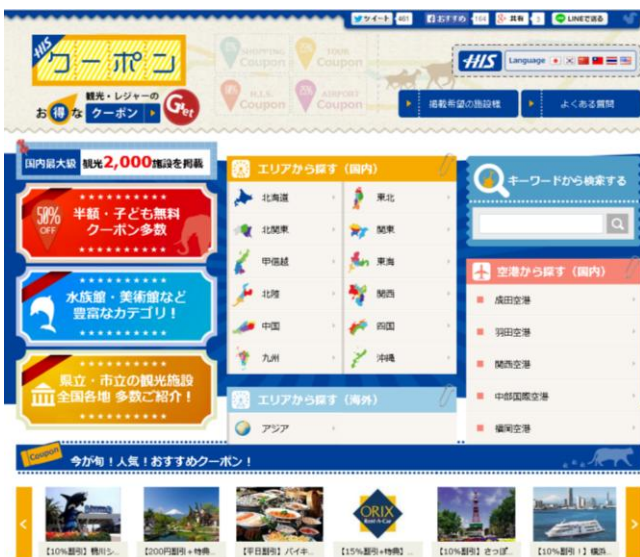 ツイート 401 おすすめ 164 共有 3 LINEで送る
HIS
クーポン
観光・レジャーの
お得なクーポン Get
SHOPPING Coupon
TOUR Coupon
H.I.S. Coupon
AIRPORT Coupon
HIS Language
掲載希望の施設様
よくある質問
国内最大級 観光2,000施設を掲載
50% OFF
半額・子ども無料
クーポン多数
水族館・美術館など
豊富なカテゴリ!
県立・市立の観光施設
全国各地 多数ご紹介!
エリアから探す（国内）
北海道 東北
北関東 関東
甲信越 東海
北陸 関西
中国 四国
九州 沖縄
エリアから探す（海外）
アジア
キーワードから検索する
空港から探す（国内）
成田空港
羽田空港
関西空港
中部国際空港
福岡空港
Coupon 今が旬!人気!おすすめクーポン!
ORIX
Rent-A-Car
【10%割引】鴨川シ...
【200円割引+特典...
【平日割引】バイキ...
【15%割引+特典】...
【10%割引】さっぽ...
【10%割引!】横浜...